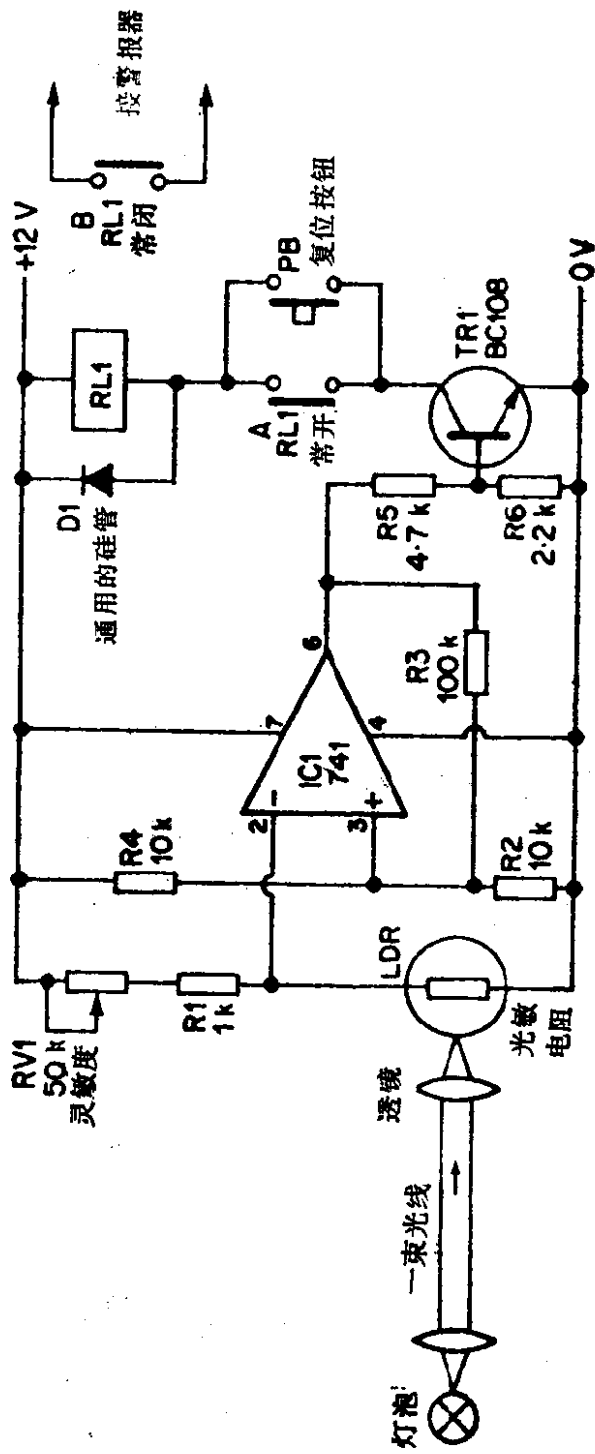 +12V
0V
RV1
50k
灵敏度
R1
1k
R4
10k
2
3
−
+
IC1
741
7
4
6
LDR
光敏
电阻
R2
10k
R3
100k
R5
4.7k
R6
2.2k
TR1
BC108
D1
通用的硅管
RL1
A
RL1
常开
PB
复位按钮
B
RL1
常闭
接警报器
灯泡
一束光线
透镜